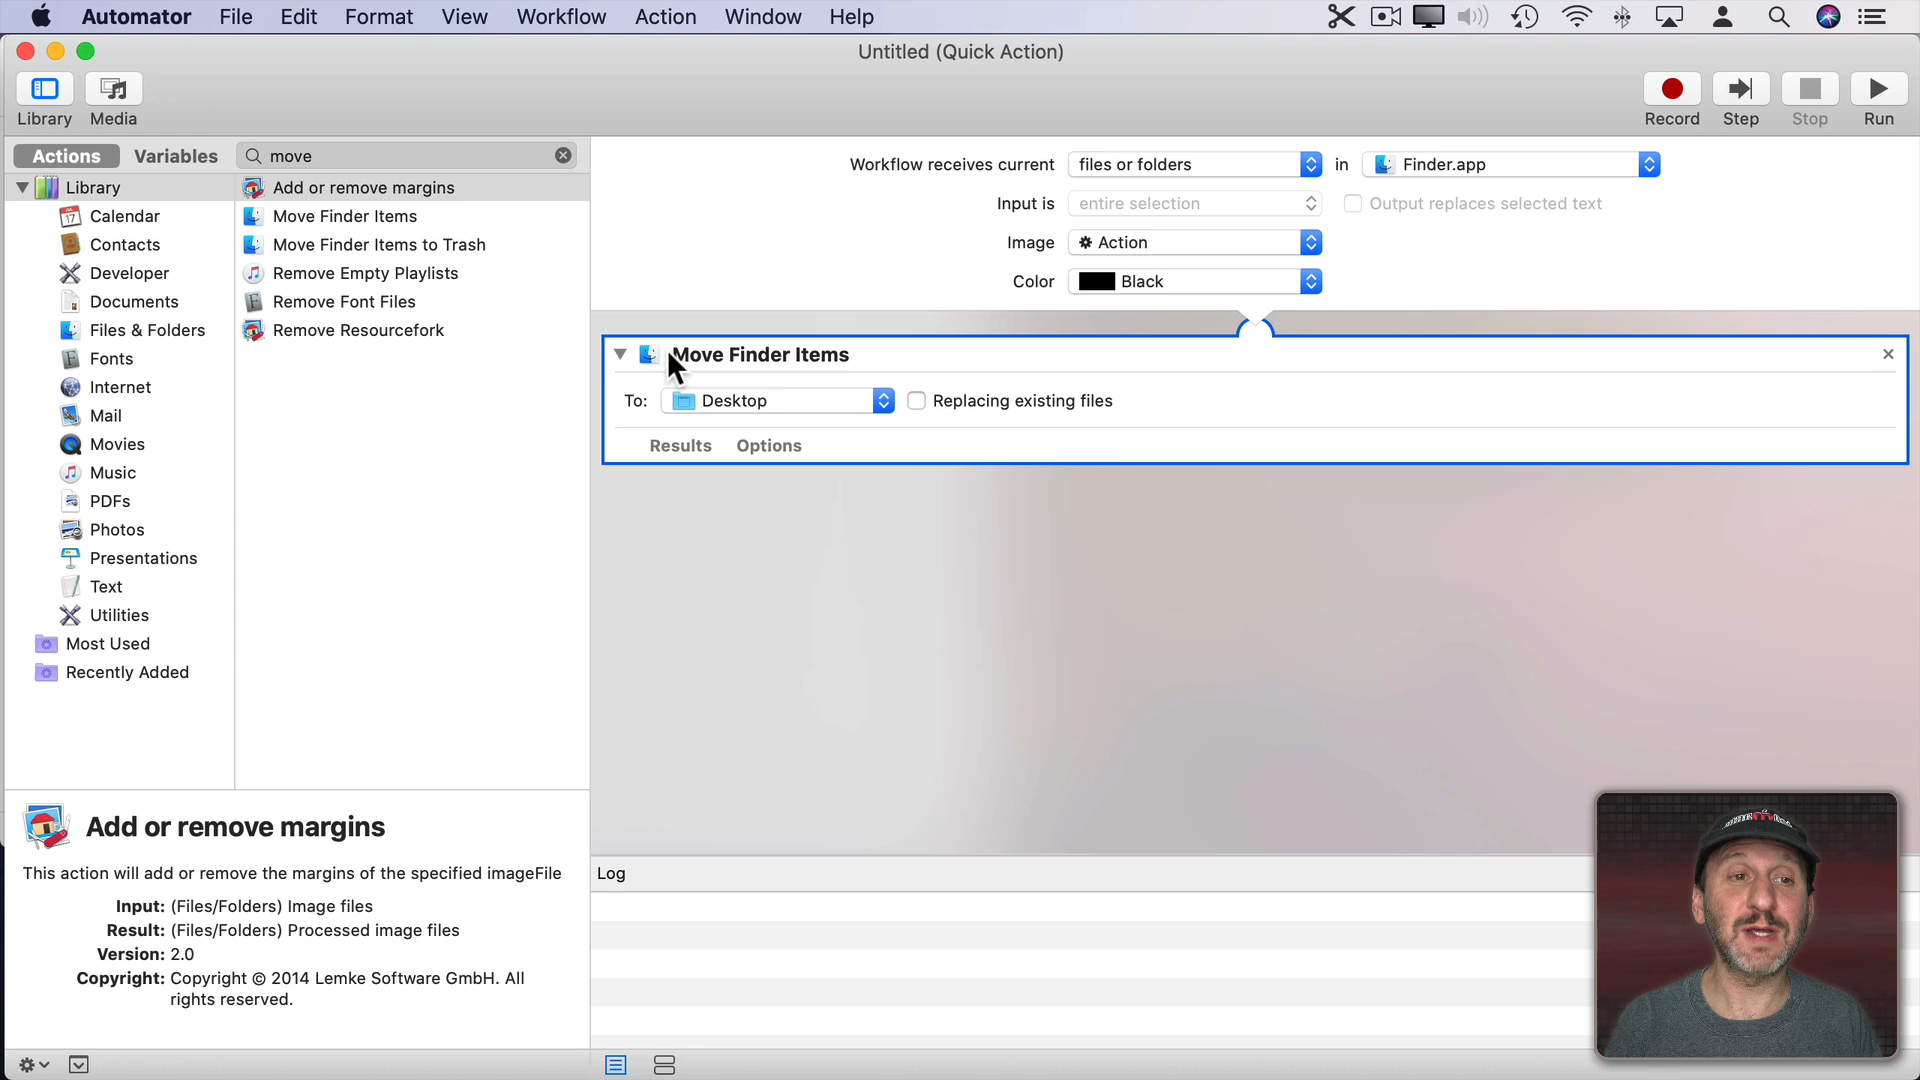 Automator File Edit Format View Workflow Action Window Help
Untitled (Quick Action)
Library Media
Record Step Stop Run
Actions Variables
move
Workflow receives current files or folders in Finder.app
Input is entire selection Output replaces selected text
Image Action
Color Black
Library
Calendar
Contacts
Developer
Documents
Files & Folders
Fonts
Internet
Mail
Movies
Music
PDFs
Photos
Presentations
Text
Utilities
Most Used
Recently Added
Add or remove margins
Move Finder Items
Move Finder Items to Trash
Remove Empty Playlists
Remove Font Files
Remove Resourcefork
Move Finder Items
To: Desktop Replacing existing files
Results Options
Add or remove margins
This action will add or remove the margins of the specified imageFile
Input: (Files/Folders) Image files
Result: (Files/Folders) Processed image files
Version: 2.0
Copyright: Copyright © 2014 Lemke Software GmbH. All
rights reserved.
Log